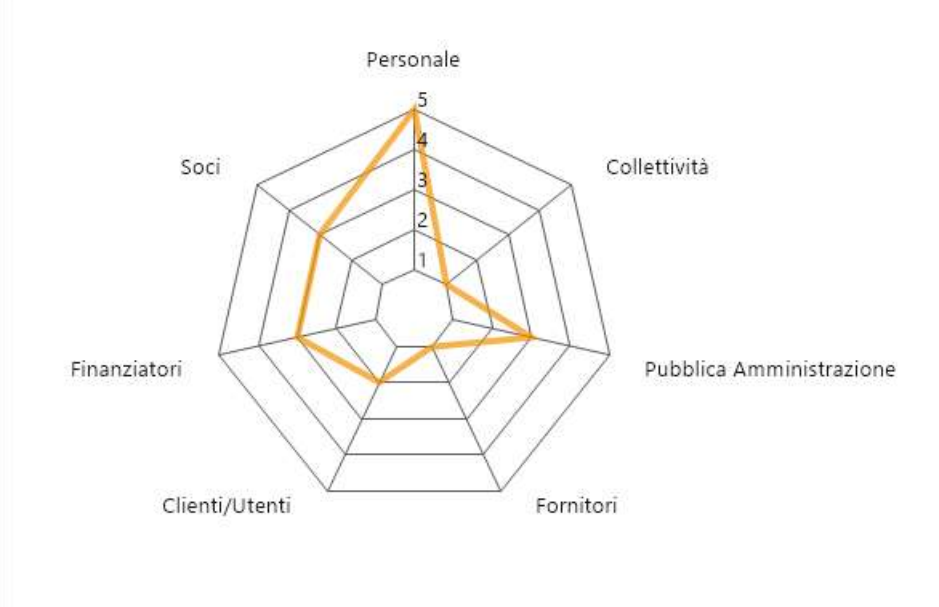 Personale
5
4
3
2
1
Soci
Collettività
Finanziatori
Pubblica Amministrazione
Clienti/Utenti
Fornitori